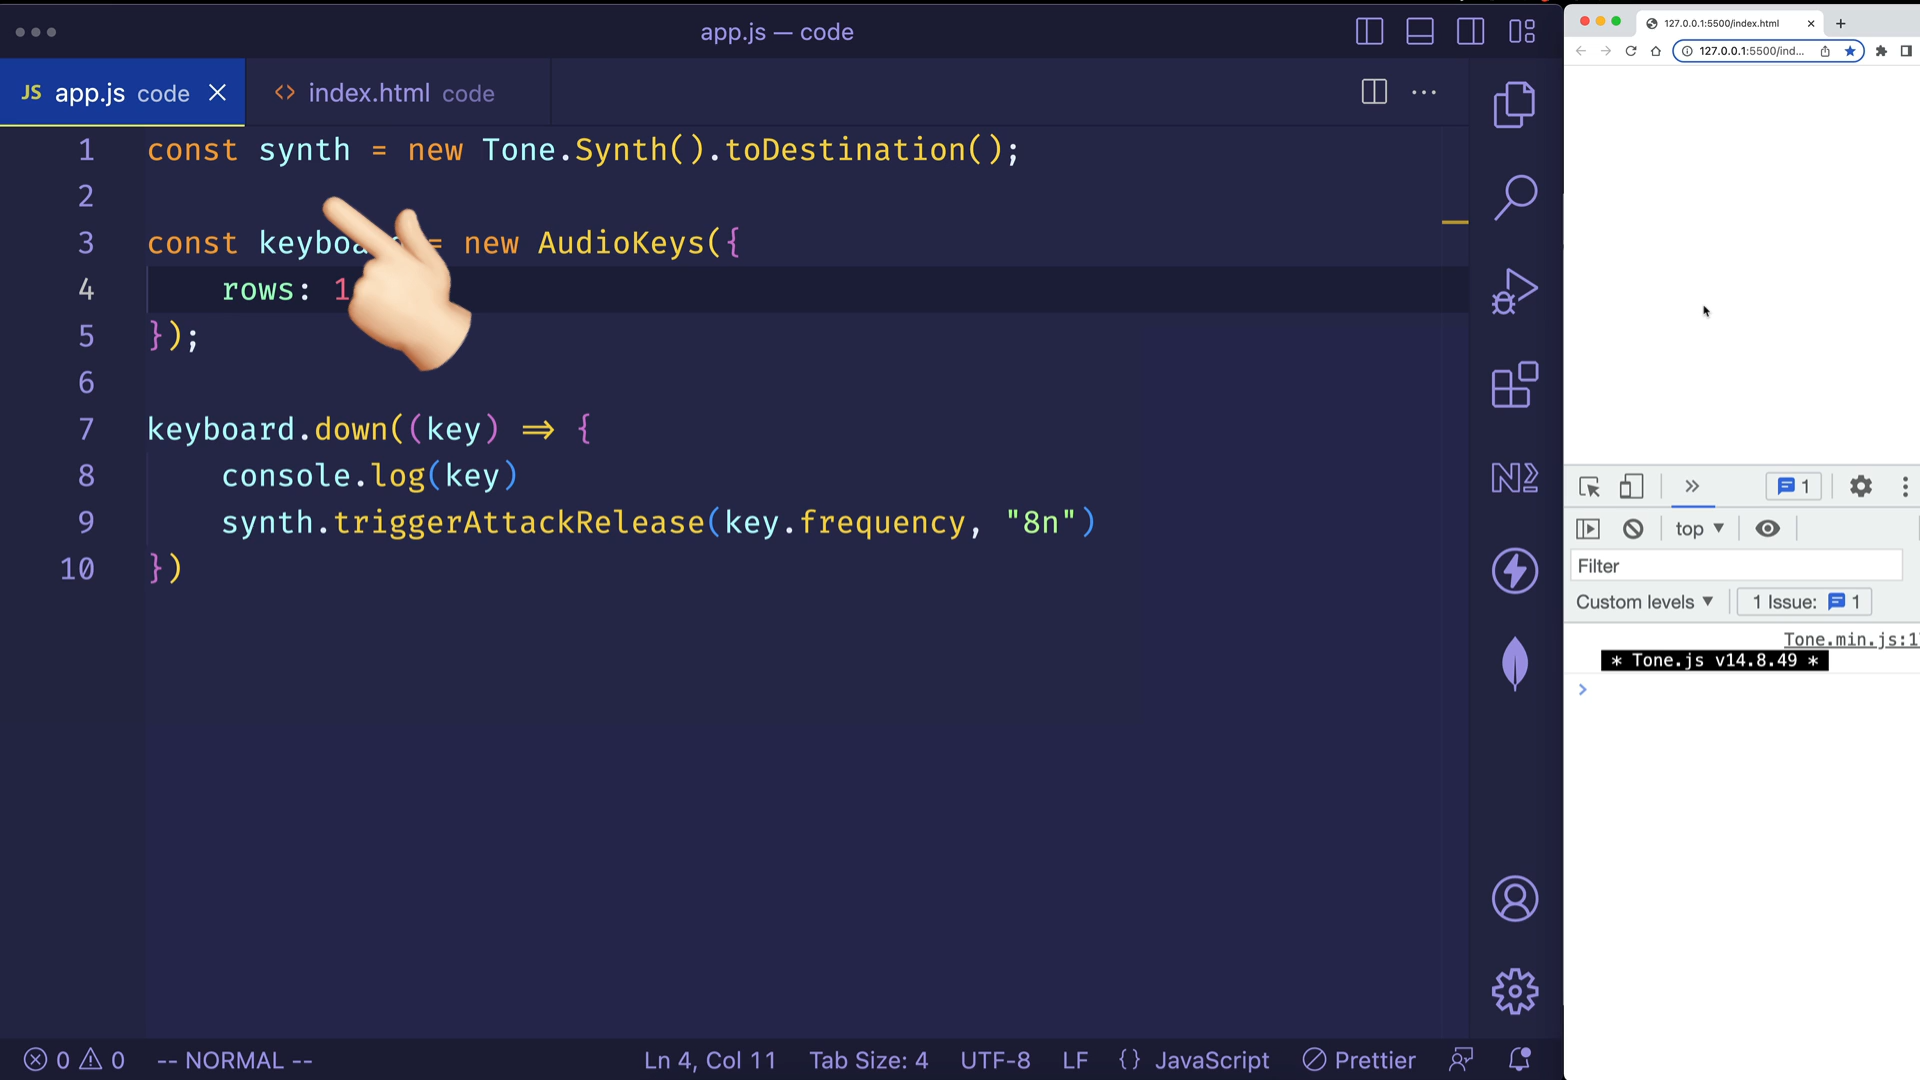 app.js — code
JS app.js code
<> index.html code
1 const synth = new Tone.Synth().toDestination();
2
3 const keyboa = new AudioKeys({
4 rows: 1
5 });
6
7 keyboard.down((key) => {
8 console.log(key)
9 synth.triggerAttackRelease(key.frequency, "8n")
10 })
0 0 -- NORMAL --
Ln 4, Col 11 Tab Size: 4 UTF-8 LF {} JavaScript Prettier
127.0.0.1:5500/index.html
127.0.0.1:5500/ind...
1
top
Filter
Custom levels
1 Issue: 1
Tone.min.js:1
* Tone.js v14.8.49 *